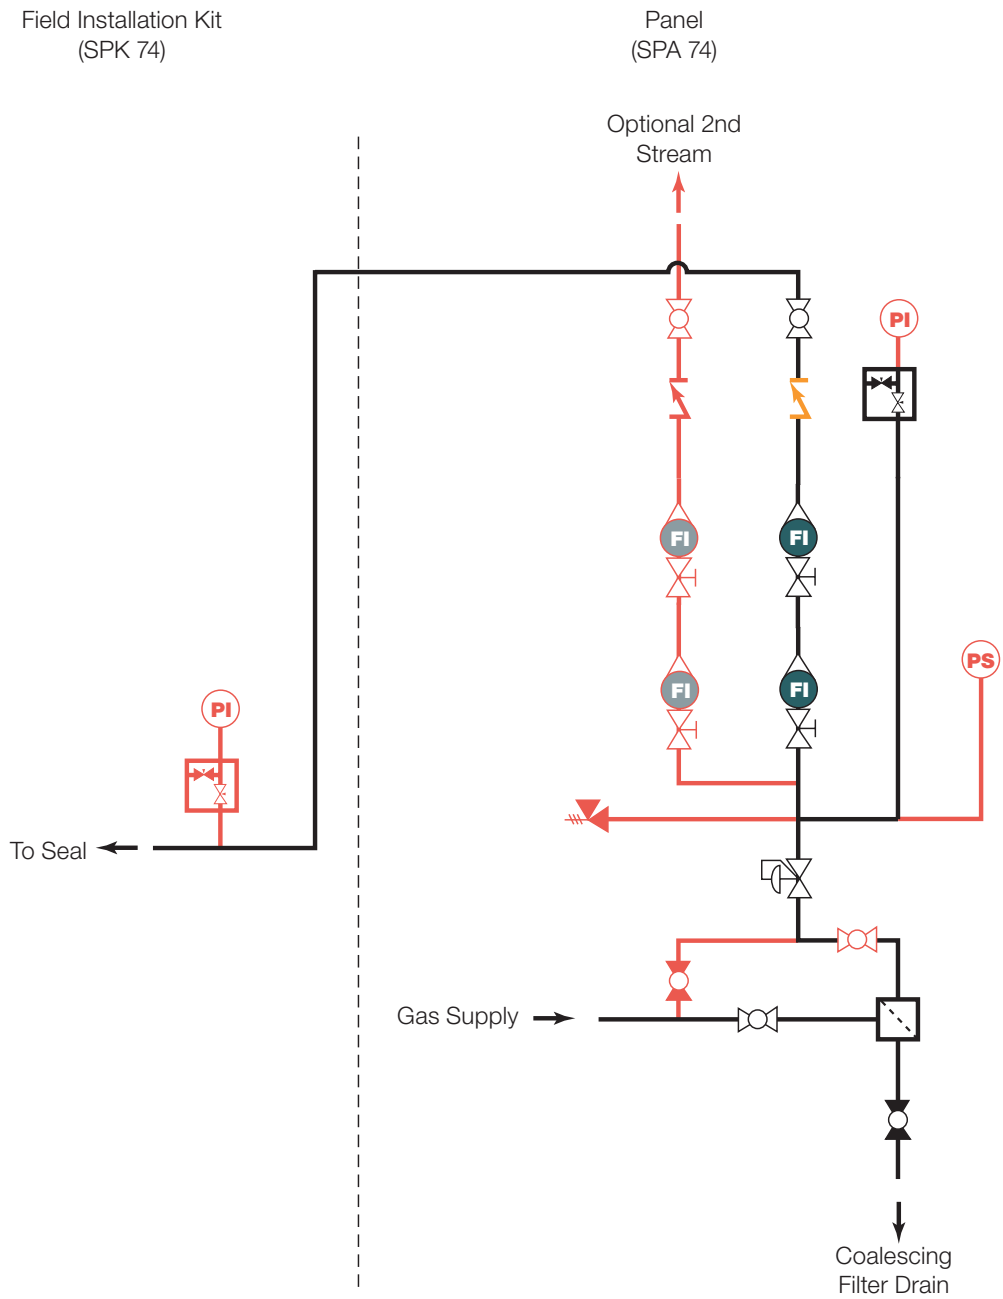 Field Installation Kit
(SPK 74)
Panel
(SPA 74)
Optional 2nd
Stream
PI
FI
FI
FI
FI
PS
PI
To Seal
Gas Supply
Coalescing
Filter Drain